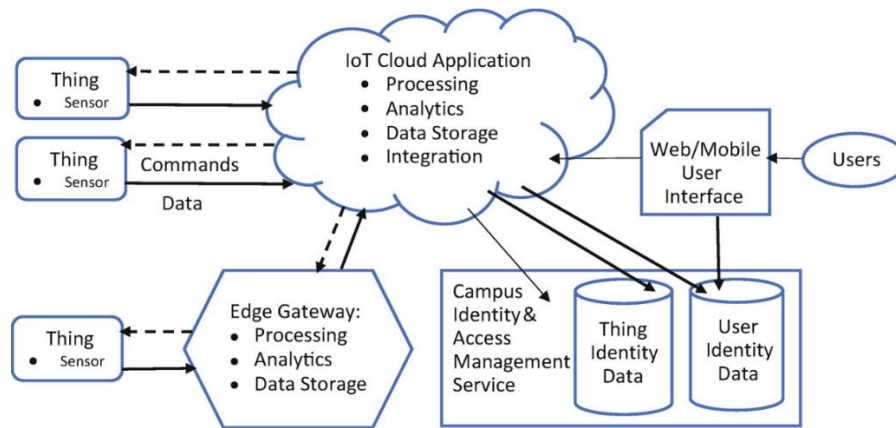 Thing
• Sensor
Thing
• Sensor
Commands
Data
IoT Cloud Application
• Processing
• Analytics
• Data Storage
• Integration
Web/Mobile
User
Interface
Users
Thing
• Sensor
Edge Gateway:
• Processing
• Analytics
• Data Storage
Campus
Identity &
Access
Management
Service
Thing
Identity
Data
User
Identity
Data